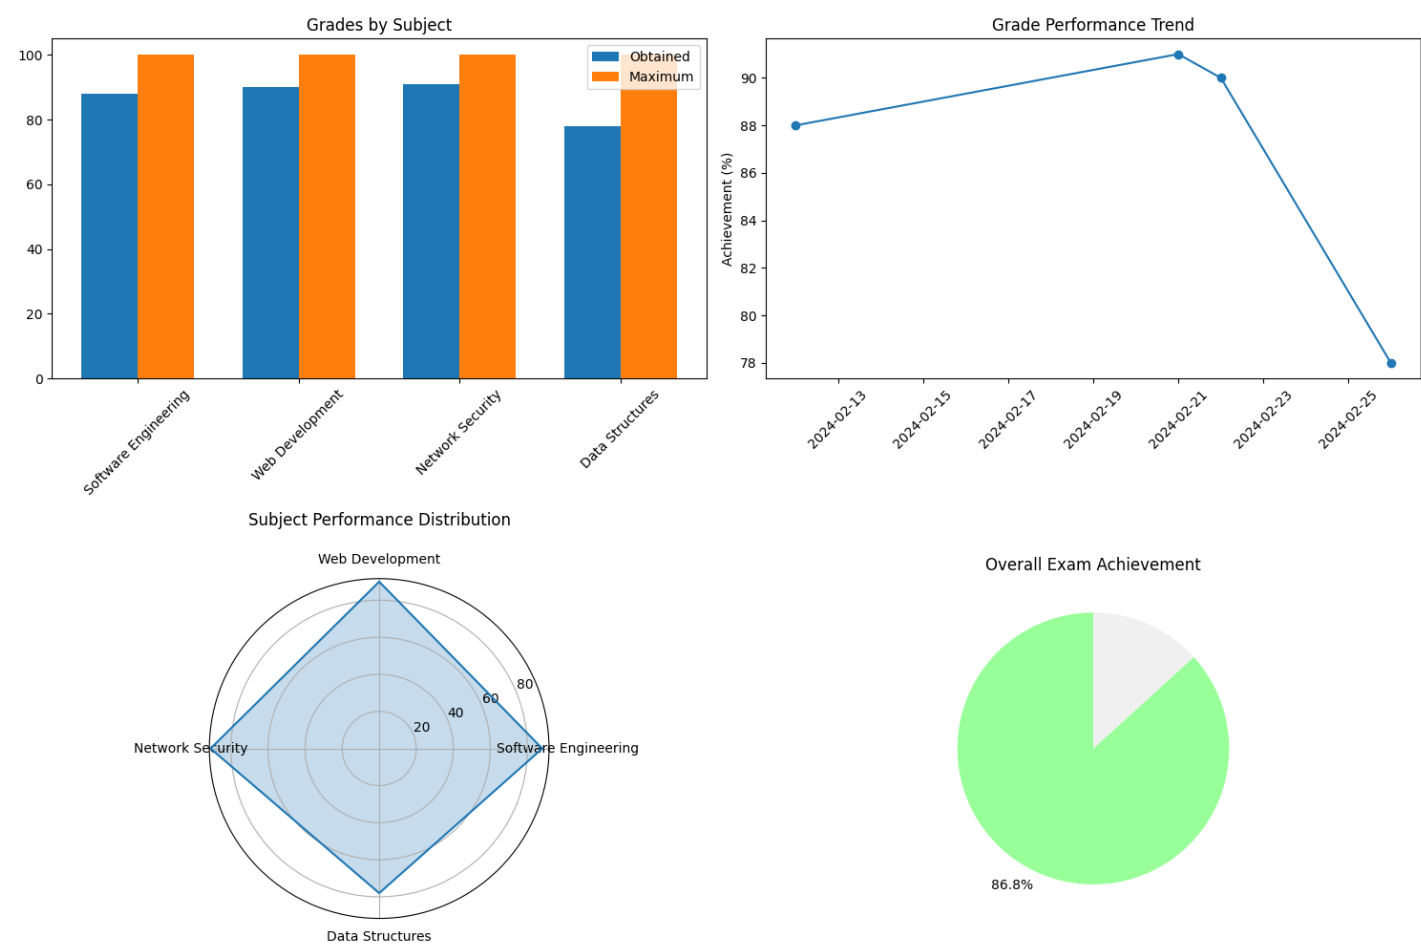 Grades by Subject
100
80
60
40
20
0
Obtained
Maximum
Software Engineering
Web Development
Network Security
Data Structures
Grade Performance Trend
Achievement (%)
90
88
86
84
82
80
78
2024-02-13
2024-02-15
2024-02-17
2024-02-19
2024-02-21
2024-02-23
2024-02-25
Subject Performance Distribution
Web Development
80
60
40
20
Network Security
Software Engineering
Data Structures
Overall Exam Achievement
86.8%